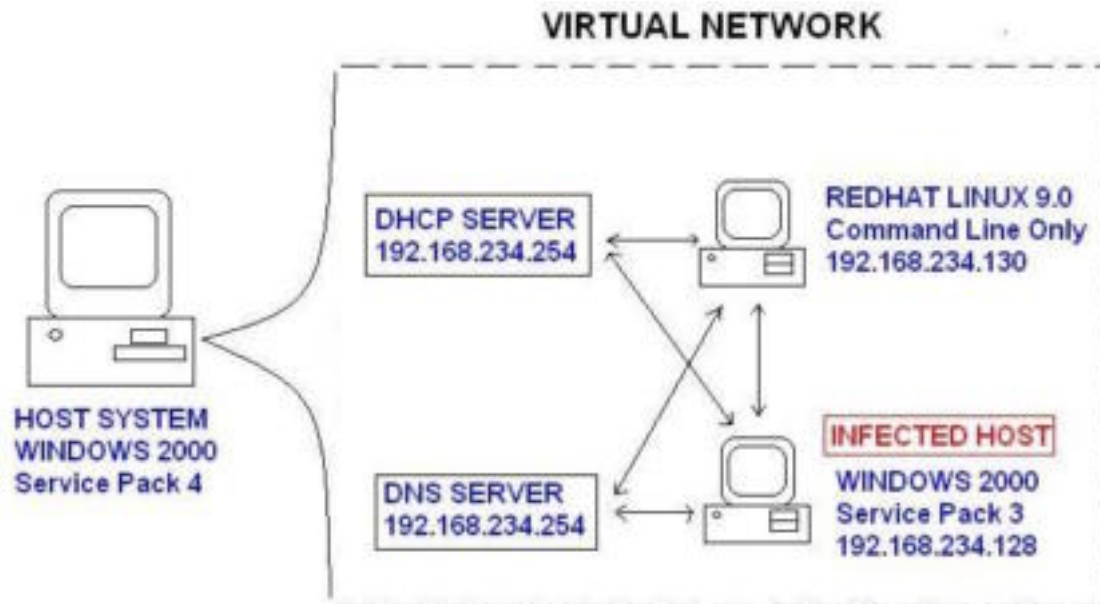 VIRTUAL NETWORK
DHCP SERVER
192.168.234.254
REDHAT LINUX 9.0
Command Line Only
192.168.234.130
HOST SYSTEM
WINDOWS 2000
Service Pack 4
DNS SERVER
192.168.234.254
INFECTED HOST
WINDOWS 2000
Service Pack 3
192.168.234.128